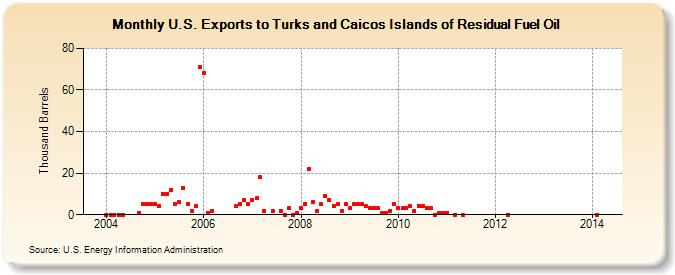 Monthly U.S. Exports to Turks and Caicos Islands of Residual Fuel Oil
Thousand Barrels
80
60
40
20
0
2004 2006 2008 2010 2012 2014
Source: U.S. Energy Information Administration